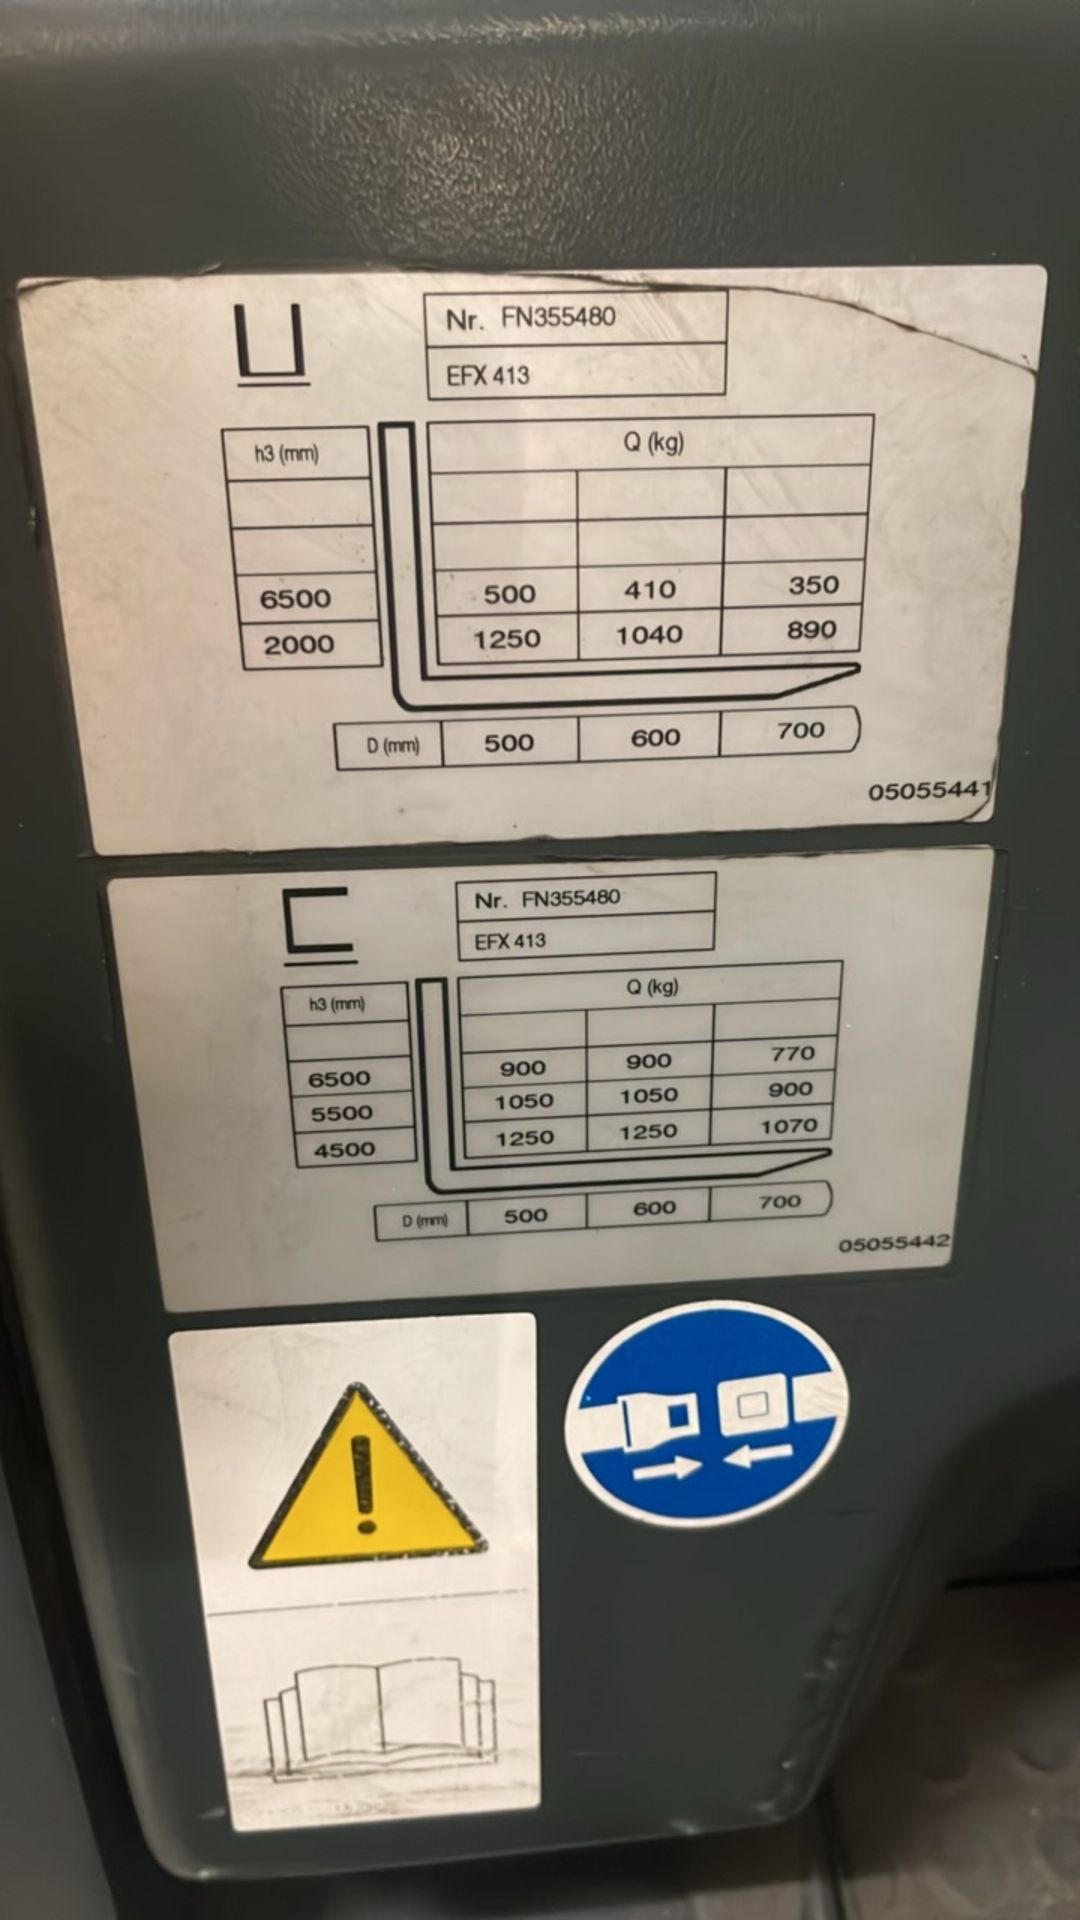 Nr. FN355480
EFX 413
h3 (mm) Q (kg)
6500 500 410 350
2000 1250 1040 890
D (mm) 500 600 700
05055441
Nr. FN355480
EFX 413
h3 (mm) Q (kg)
6500 900 900 770
5500 1050 1050 900
4500 1250 1250 1070
D (mm) 500 600 700
05055442